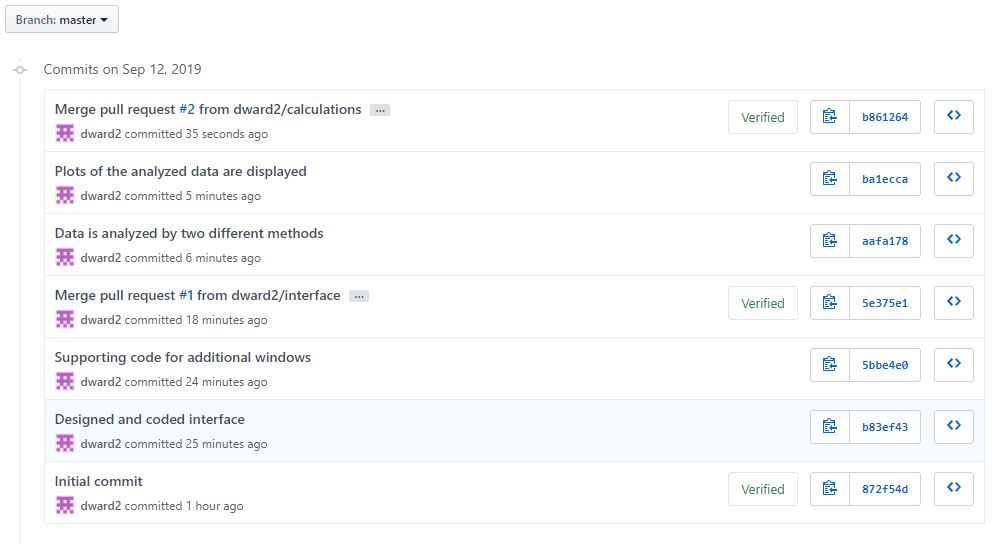 Branch: master
Commits on Sep 12, 2019
Merge pull request #2 from dward2/calculations ...
Verified
b861264
dward2 committed 35 seconds ago
Plots of the analyzed data are displayed
ba1ecca
dward2 committed 5 minutes ago
Data is analyzed by two different methods
aafa178
dward2 committed 6 minutes ago
Merge pull request #1 from dward2/interface ...
Verified
5e375e1
dward2 committed 18 minutes ago
Supporting code for additional windows
5bbe4e0
dward2 committed 24 minutes ago
Designed and coded interface
b83ef43
dward2 committed 25 minutes ago
Initial commit
Verified
872f54d
dward2 committed 1 hour ago